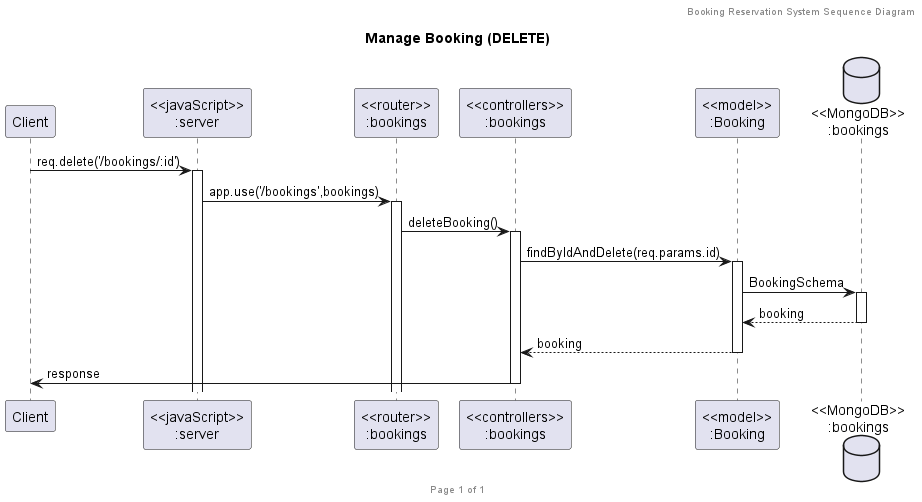 Booking Reservation System Sequence Diagram
Manage Booking (DELETE)
Client
<<javaScript>>
:server
<<router>>
:bookings
<<controllers>>
:bookings
<<model>>
:Booking
<<MongoDB>>
:bookings
req.delete('/bookings/:id')
app.use('/bookings',bookings)
deleteBooking()
findByIdAndDelete(req.params.id)
BookingSchema
booking
booking
response
Client
<<javaScript>>
:server
<<router>>
:bookings
<<controllers>>
:bookings
<<model>>
:Booking
<<MongoDB>>
:bookings
Page 1 of 1